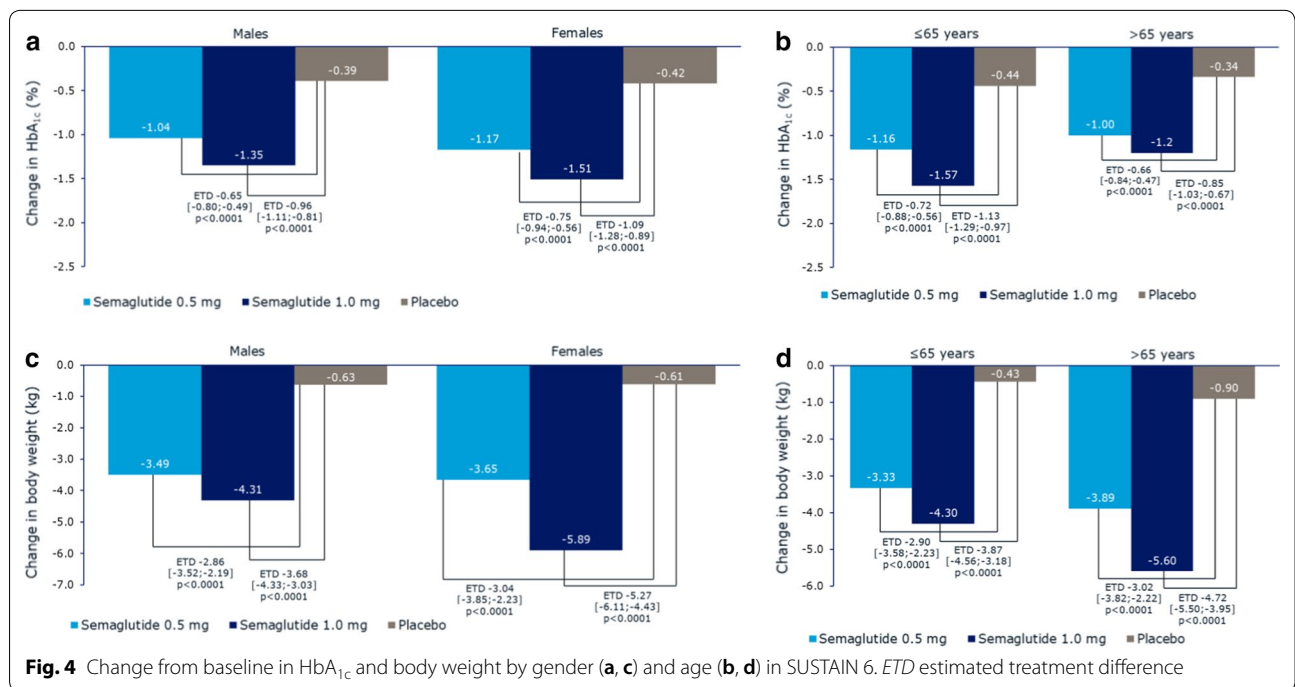 a
Males
Females
Change in HbA1c (%)
0.0
-0.5
-1.0
-1.5
-2.0
-2.5
-1.04
-1.35
-0.39
-1.17
-1.51
-0.42
ETD -0.65
[-0.80;-0.49]
p<0.0001
ETD -0.96
[-1.11;-0.81]
p<0.0001
ETD -0.75
[-0.94;-0.56]
p<0.0001
ETD -1.09
[-1.28;-0.89]
p<0.0001
Semaglutide 0.5 mg Semaglutide 1.0 mg Placebo
b
≤65 years
>65 years
Change in HbA1c (%)
0.0
-0.5
-1.0
-1.5
-2.0
-2.5
-1.16
-1.57
-0.44
-1.00
-1.2
-0.34
ETD -0.72
[-0.88;-0.56]
p<0.0001
ETD -1.13
[-1.29;-0.97]
p<0.0001
ETD -0.66
[-0.84;-0.47]
p<0.0001
ETD -0.85
[-1.03;-0.67]
p<0.0001
Semaglutide 0.5 mg Semaglutide 1.0 mg Placebo
c
Males
Females
Change in body weight (kg)
0.0
-1.0
-2.0
-3.0
-4.0
-5.0
-6.0
-7.0
-3.49
-4.31
-0.63
-3.65
-5.89
-0.61
ETD -2.86
[-3.52;-2.19]
p<0.0001
ETD -3.68
[-4.33;-3.03]
p<0.0001
ETD -3.04
[-3.85;-2.23]
p<0.0001
ETD -5.27
[-6.11;-4.43]
p<0.0001
Semaglutide 0.5 mg Semaglutide 1.0 mg Placebo
d
≤65 years
>65 years
Change in body weight (kg)
0.0
-1.0
-2.0
-3.0
-4.0
-5.0
-6.0
-3.33
-4.30
-0.43
-3.89
-5.60
-0.90
ETD -2.90
[-3.58;-2.23]
p<0.0001
ETD -3.87
[-4.56;-3.18]
p<0.0001
ETD -3.02
[-3.82;-2.22]
p<0.0001
ETD -4.72
[-5.50;-3.95]
p<0.0001
Semaglutide 0.5 mg Semaglutide 1.0 mg Placebo
Fig. 4 Change from baseline in HbA1c and body weight by gender (a, c) and age (b, d) in SUSTAIN 6. ETD estimated treatment difference